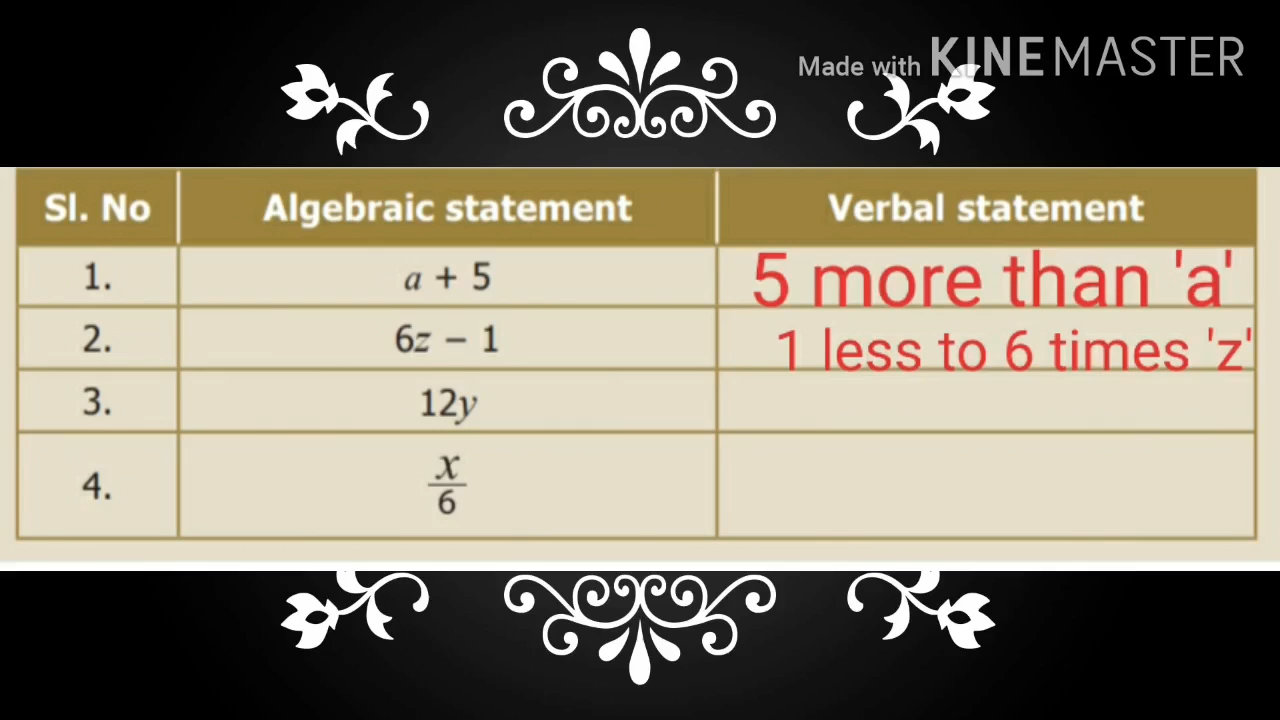 Made with KINEMASTER
Sl. No Algebraic statement Verbal statement
1. a + 5 5 more than 'a'
2. 6z – 1 1 less to 6 times 'z'
3. 12y
4. x/6